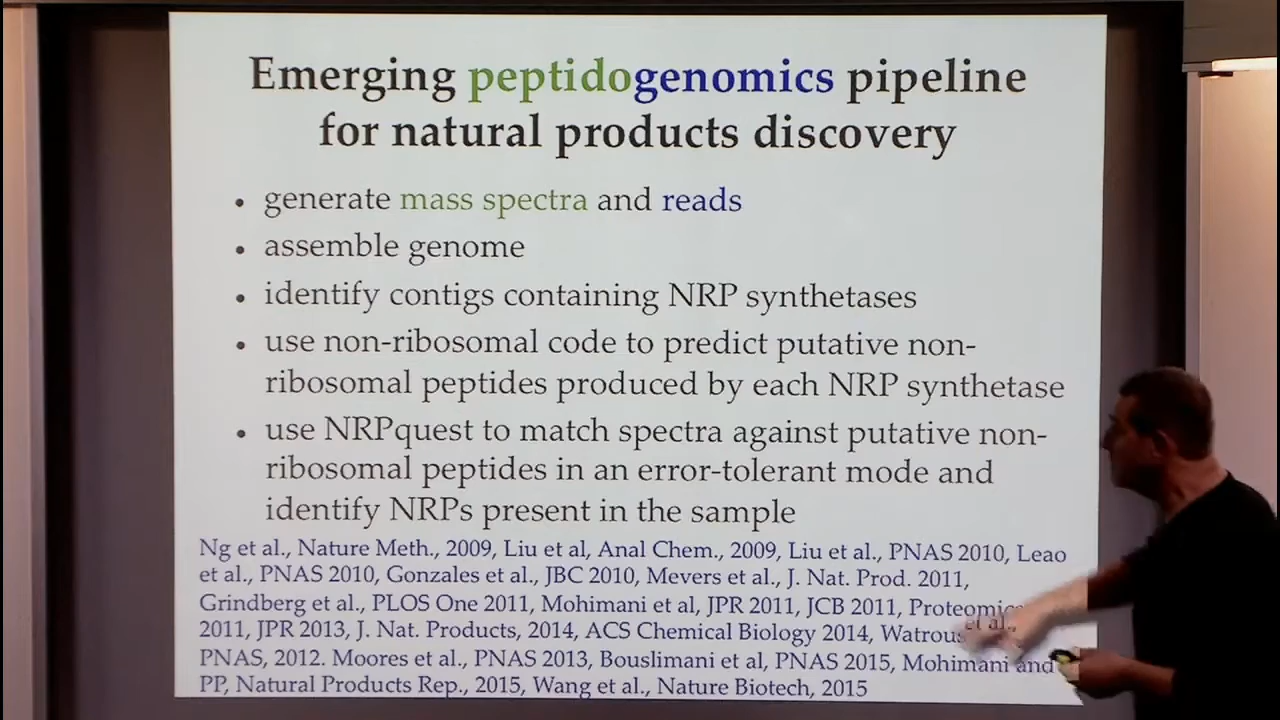 Emerging peptidogenomics pipeline
for natural products discovery
• generate mass spectra and reads
• assemble genome
• identify contigs containing NRP synthetases
• use non-ribosomal code to predict putative non-
ribosomal peptides produced by each NRP synthetase
• use NRPquest to match spectra against putative non-
ribosomal peptides in an error-tolerant mode and
identify NRPs present in the sample
Ng et al., Nature Meth., 2009, Liu et al, Anal Chem., 2009, Liu et al., PNAS 2010, Leao
et al., PNAS 2010, Gonzales et al., JBC 2010, Mevers et al., J. Nat. Prod. 2011,
Grindberg et al., PLOS One 2011, Mohimani et al, JPR 2011, JCB 2011, Proteomics
2011, JPR 2013, J. Nat. Products, 2014, ACS Chemical Biology 2014, Watrous et al.,
PNAS, 2012. Moores et al., PNAS 2013, Bouslimani et al, PNAS 2015, Mohimani and
PP, Natural Products Rep., 2015, Wang et al., Nature Biotech, 2015